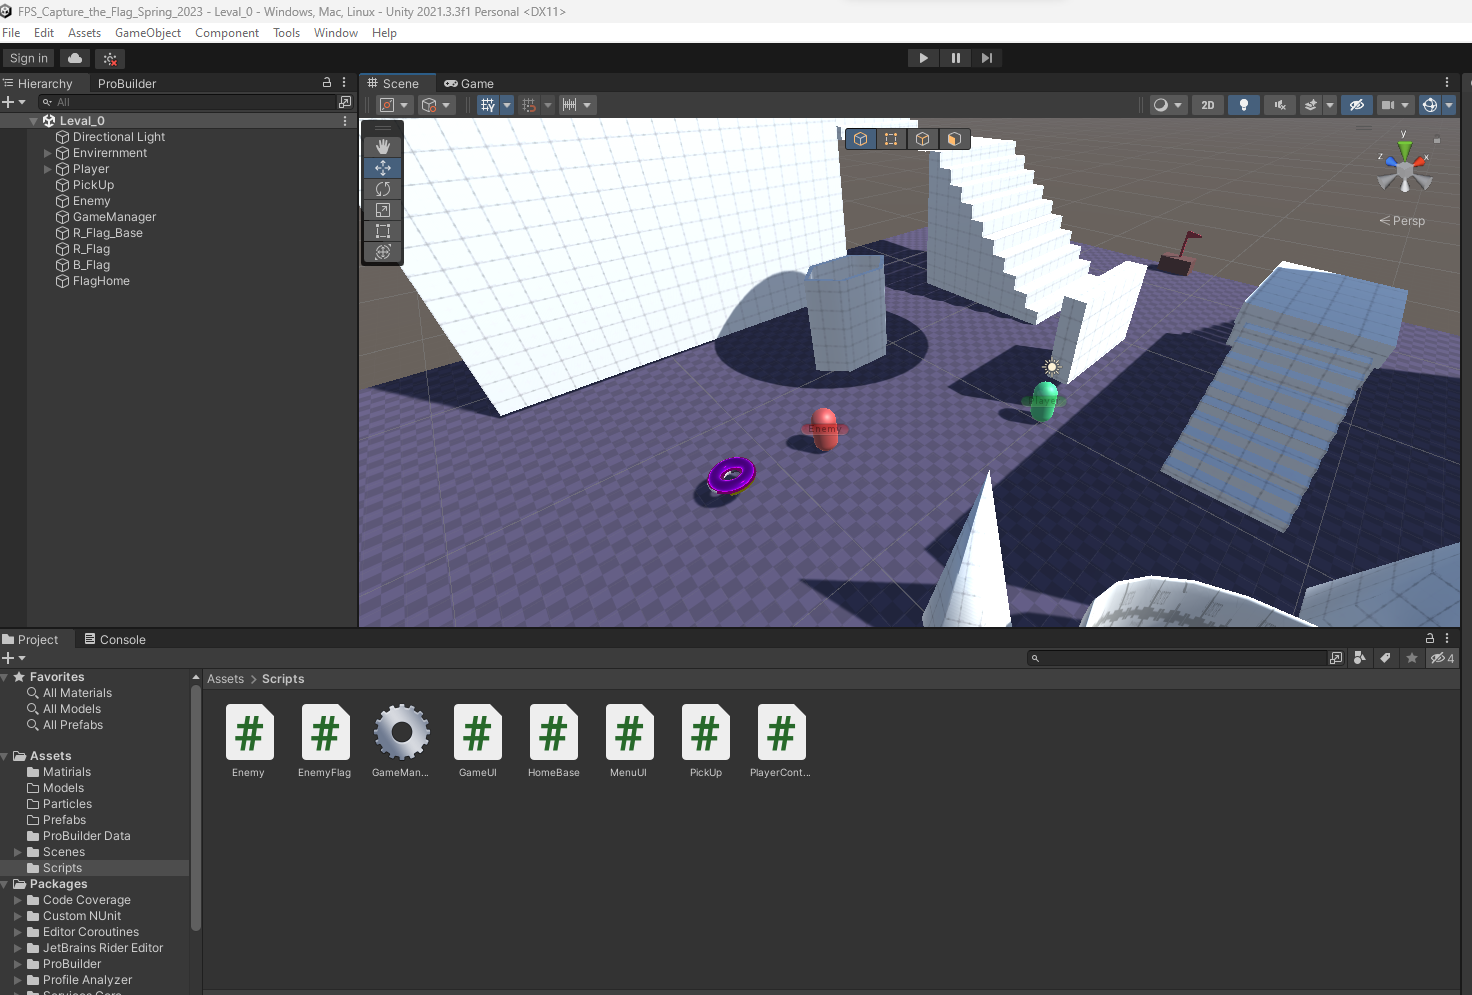 FPS_Capture_the_Flag_Spring_2023 - Leval_0 - Windows, Mac, Linux - Unity 2021.3.3f1 Personal <DX11>
File Edit Assets GameObject Component Tools Window Help
Sign in
Hierarchy ProBuilder
Scene Game
All
2D
Leval_0
Directional Light
Envirernment
Player
PickUp
Enemy
GameManager
R_Flag_Base
R_Flag
B_Flag
FlagHome
y
z x
Persp
Player
Enemy
Project Console
4
Favorites
All Materials
All Models
All Prefabs
Assets
Matirials
Models
Particles
Prefabs
ProBuilder Data
Scenes
Scripts
Packages
Code Coverage
Custom NUnit
Editor Coroutines
JetBrains Rider Editor
ProBuilder
Profile Analyzer
Services Core
Assets > Scripts
# # # # # # #
Enemy EnemyFlag GameMan... GameUI HomeBase MenuUI PickUp PlayerCont...